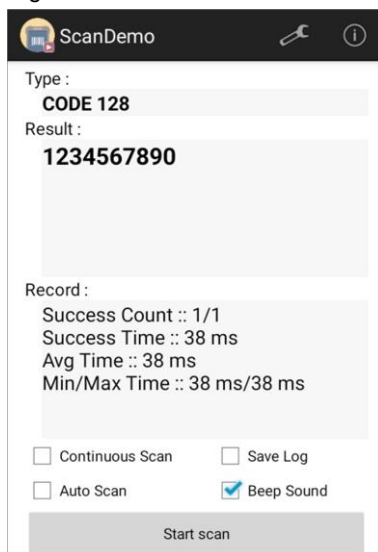 ScanDemo
Type :
CODE 128
Result :
1234567890
Record :
Success Count :: 1/1
Success Time :: 38 ms
Avg Time :: 38 ms
Min/Max Time :: 38 ms/38 ms
Continuous Scan Save Log
Auto Scan Beep Sound
Start scan